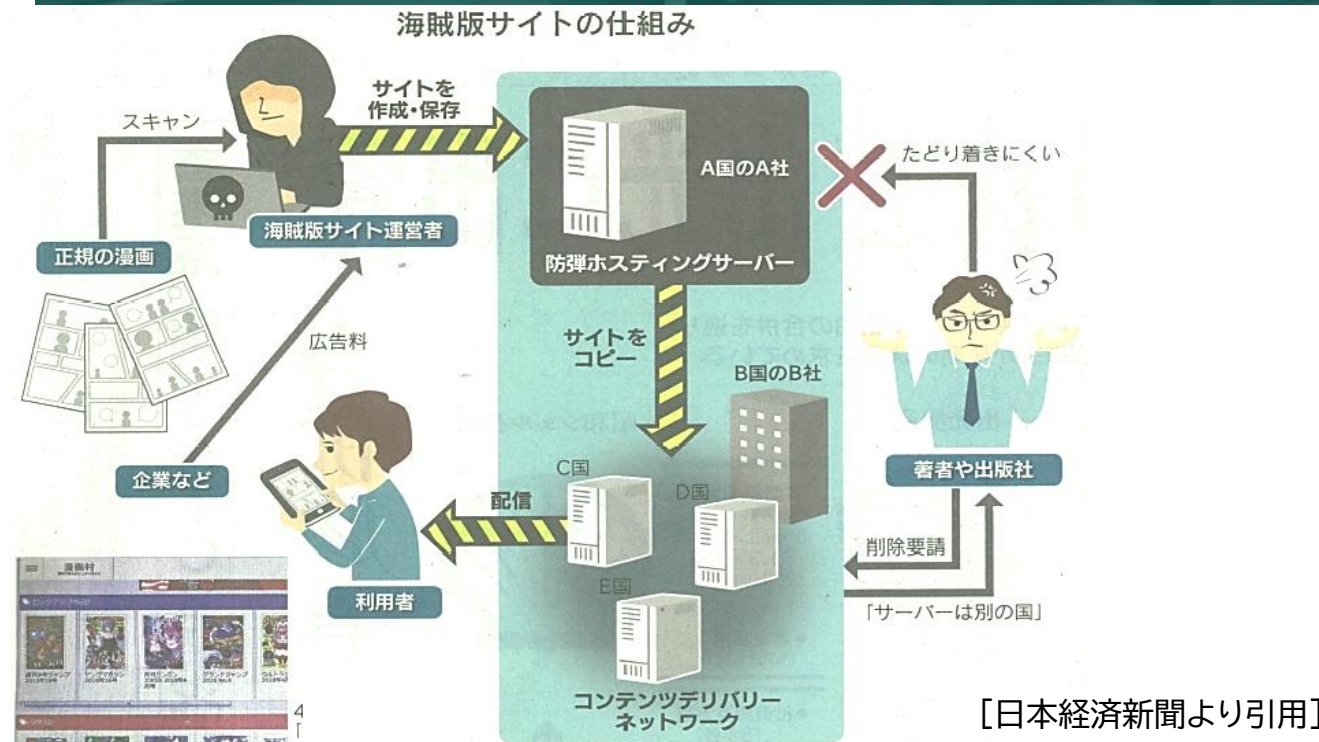 海賊版サイトの仕組み
スキャン
サイトを
作成・保存
海賊版サイト運営者
正規の漫画
広告料
企業など
A国のA社
防弾ホスティングサーバー
たどり着きにくい
サイトを
コピー
B国のB社
C国
D国
E国
配信
利用者
コンテンツデリバリー
ネットワーク
著者や出版社
削除要請
「サーバーは別の国」
漫画村
[日本経済新聞より引用]